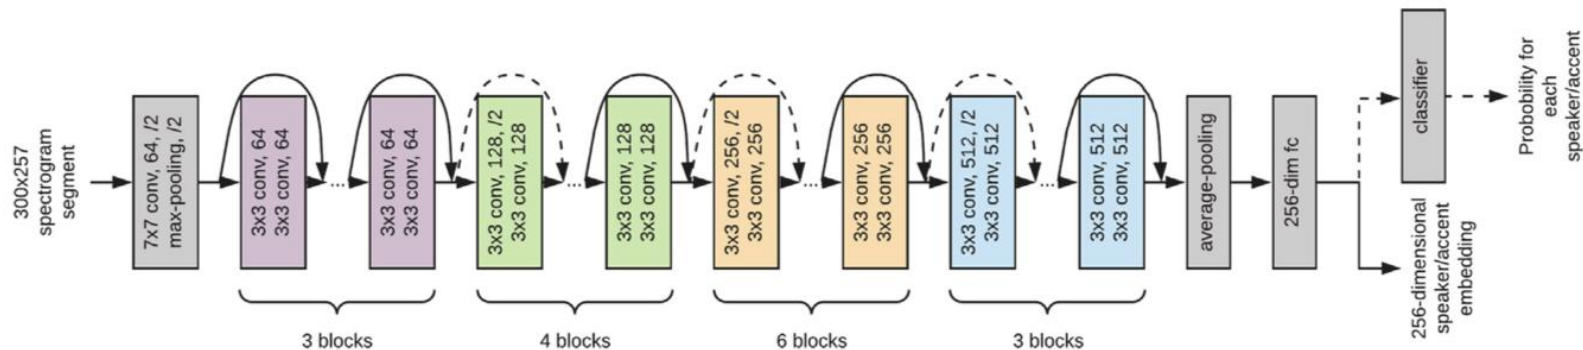 300x257
spectrogram
segment
7x7 conv, 64, /2
max-pooling, /2
3x3 conv, 64
3x3 conv, 64
...
3x3 conv, 64
3x3 conv, 64
3 blocks
3x3 conv, 128, /2
3x3 conv, 128
...
3x3 conv, 128
3x3 conv, 128
4 blocks
3x3 conv, 256, /2
3x3 conv, 256
...
3x3 conv, 256
3x3 conv, 256
6 blocks
3x3 conv, 512, /2
3x3 conv, 512
...
3x3 conv, 512
3x3 conv, 512
3 blocks
average-pooling
256-dim fc
classifier
Probobility for
each
speaker/accent
256-dimensional
speaker/accent
embedding